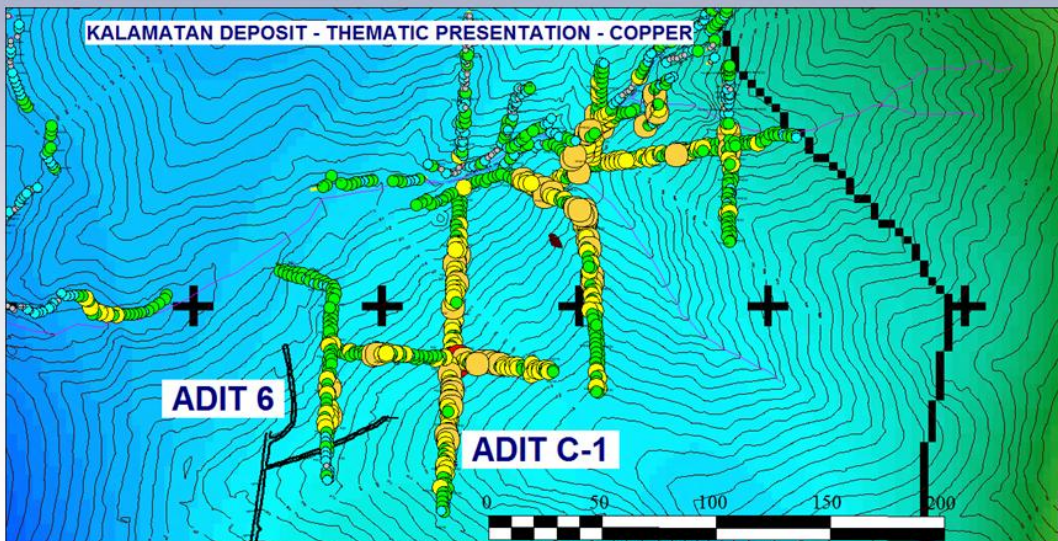 KALAMATAN DEPOSIT - THEMATIC PRESENTATION - COPPER
ADIT 6
ADIT C-1
0 50 100 150 200